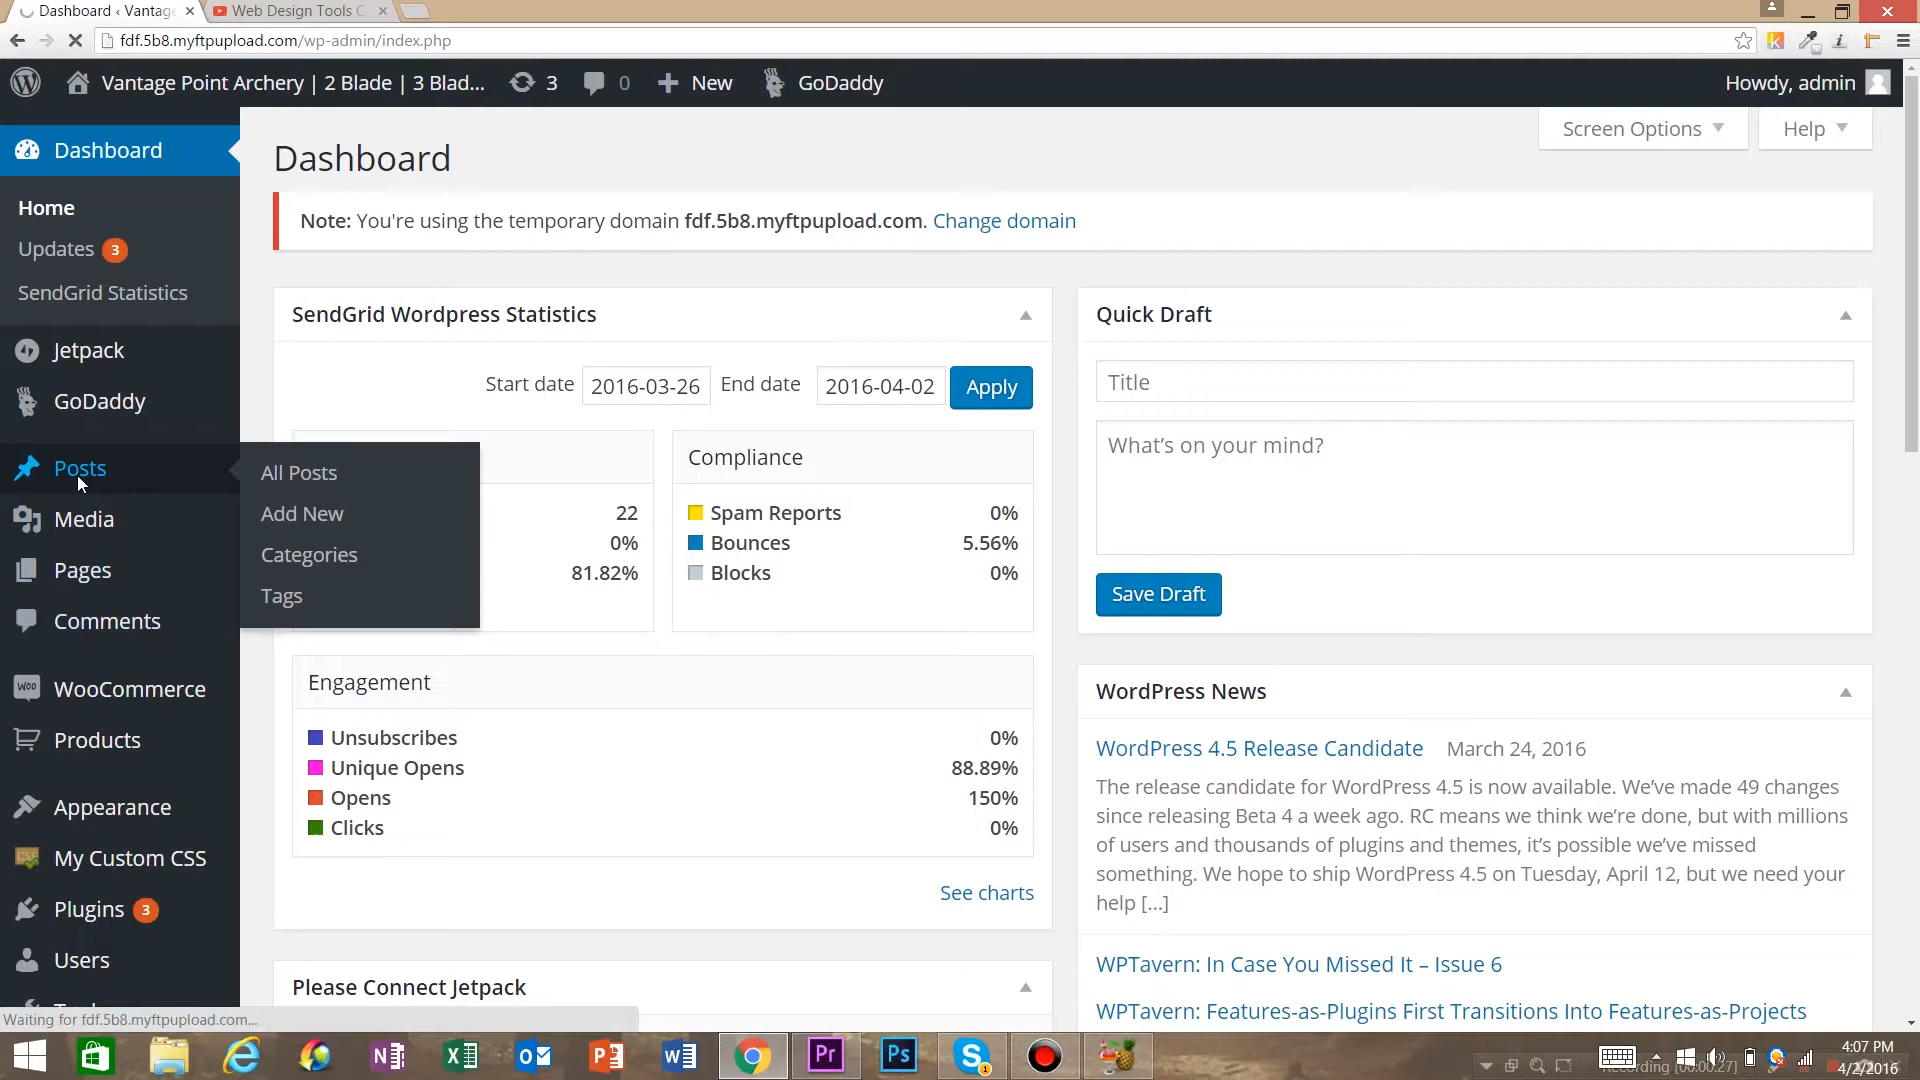 Dashboard ‹ Vantag
Web Design Tools C
fdf.5b8.myftpupload.com/wp-admin/index.php
Vantage Point Archery | 2 Blade | 3 Blad...
3
0
New
GoDaddy
Howdy, admin
Dashboard
Home
Updates 3
SendGrid Statistics
Jetpack
GoDaddy
Posts
Media
Pages
Comments
WooCommerce
Products
Appearance
My Custom CSS
Plugins 3
Users
All Posts
Add New
Categories
Tags
Screen Options
Help
Dashboard
Note: You're using the temporary domain fdf.5b8.myftpupload.com. Change domain
SendGrid Wordpress Statistics
Start date 2016-03-26 End date 2016-04-02 Apply
22
0%
81.82%
Compliance
Spam Reports 0%
Bounces 5.56%
Blocks 0%
Engagement
Unsubscribes 0%
Unique Opens 88.89%
Opens 150%
Clicks 0%
See charts
Please Connect Jetpack
Quick Draft
Title
What's on your mind?
Save Draft
WordPress News
WordPress 4.5 Release Candidate March 24, 2016
The release candidate for WordPress 4.5 is now available. We've made 49 changes
since releasing Beta 4 a week ago. RC means we think we're done, but with millions
of users and thousands of plugins and themes, it's possible we've missed
something. We hope to ship WordPress 4.5 on Tuesday, April 12, but we need your
help [...]
WPTavern: In Case You Missed It – Issue 6
WPTavern: Features-as-Plugins First Transitions Into Features-as-Projects
Waiting for fdf.5b8.myftpupload.com...
Recording [00:00:27]
4:07 PM
4/2/2016